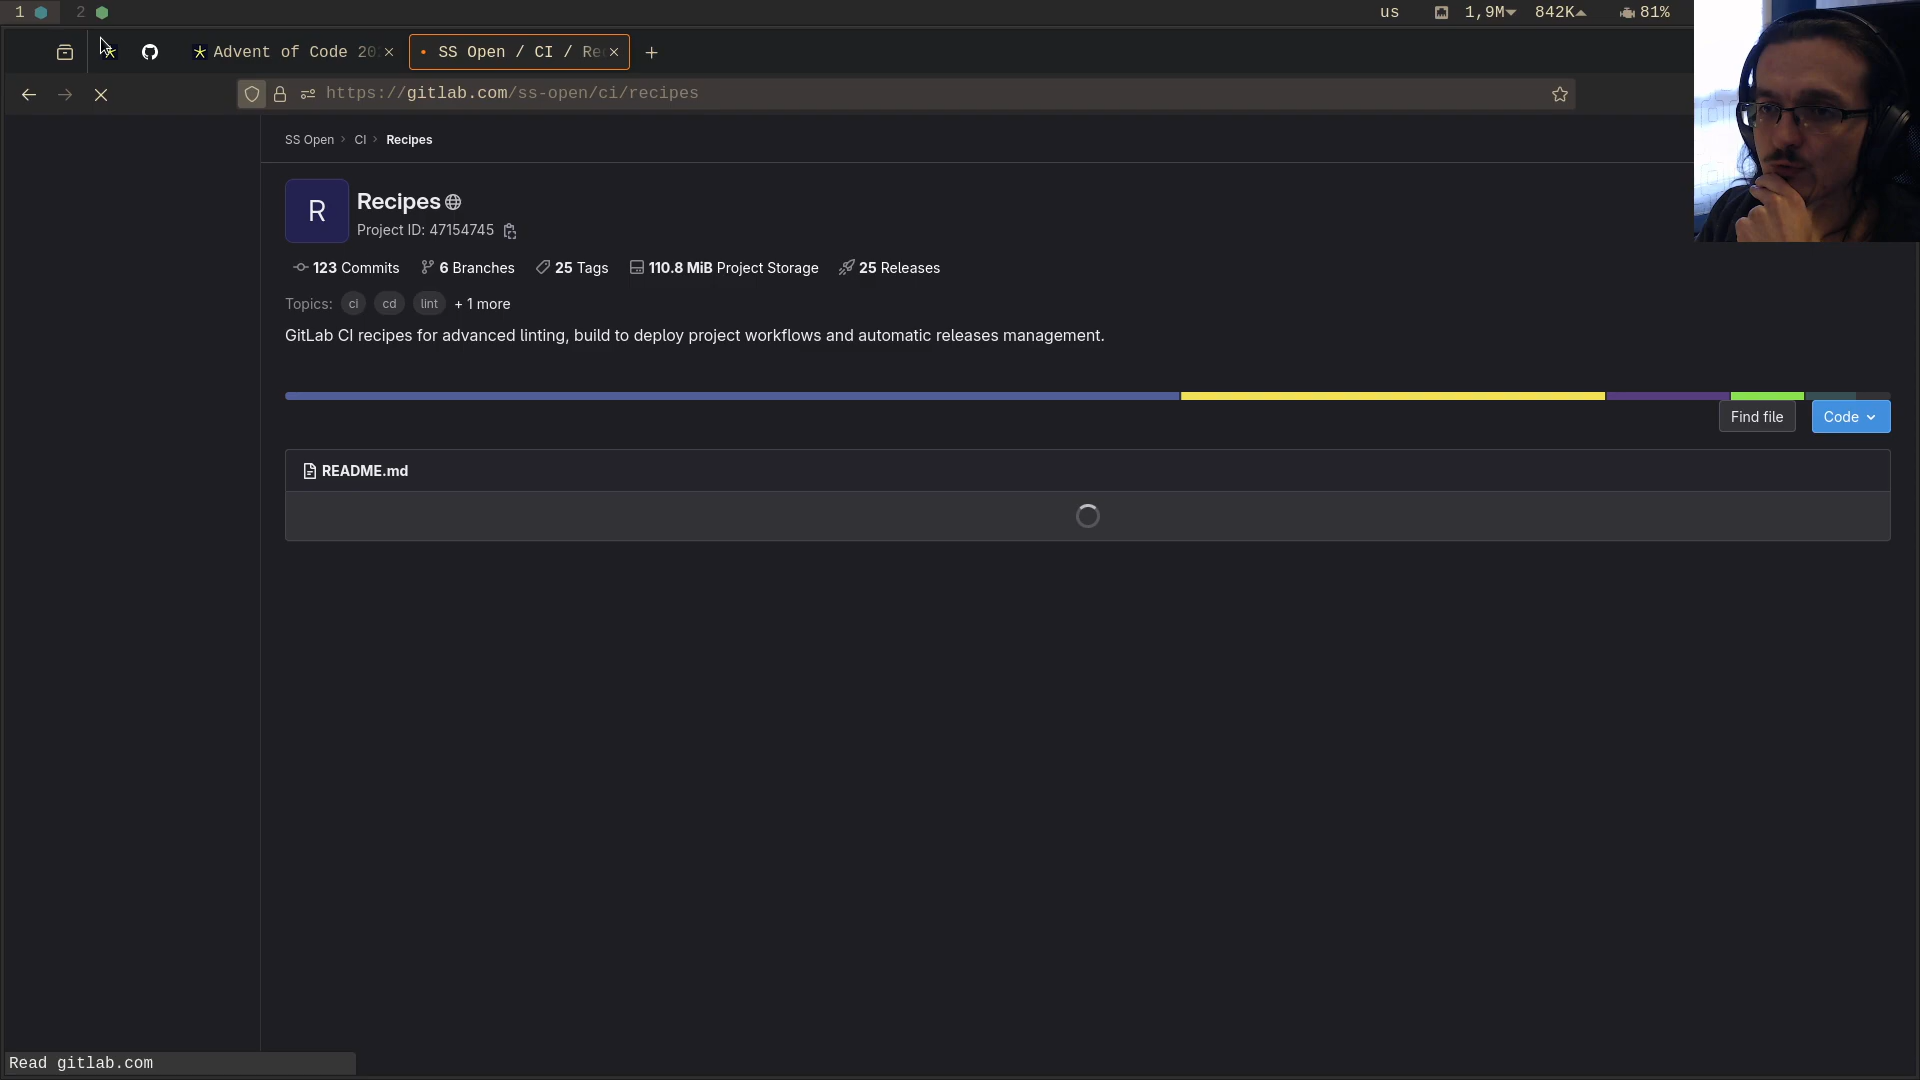 1 2 us 1,9M 842K 81%
Advent of Code 20 SS Open / CI / Re
https://gitlab.com/ss-open/ci/recipes
SS Open CI Recipes
R
Recipes
Project ID: 47154745
123 Commits 6 Branches 25 Tags 110.8 MiB Project Storage 25 Releases
Topics: ci cd lint + 1 more
GitLab CI recipes for advanced linting, build to deploy project workflows and automatic releases management.
Find file Code
README.md
Read gitlab.com